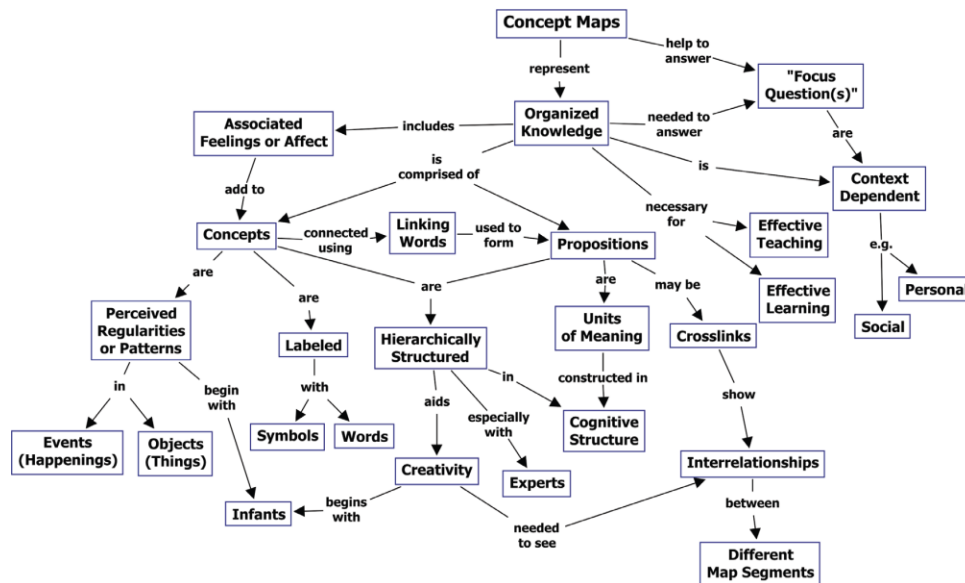 Concept Maps
help to
answer
represent
"Focus
Question(s)"
Organized
Knowledge
needed to
answer
Associated
Feelings or Affect
includes
are
is
comprised of
is
Context
Dependent
add to
necessary
for
Effective
Teaching
Concepts
connected
using
Linking
Words
used to
form
Propositions
e.g.
are
are
are
are
may be
Effective
Learning
Personal
Social
Perceived
Regularities
or Patterns
Labeled
Hierarchically
Structured
Units
of Meaning
Crosslinks
in
begin
with
with
aids
in
constructed in
show
especially
with
Events
(Happenings)
Objects
(Things)
Symbols
Words
Cognitive
Structure
Creativity
Experts
Interrelationships
Infants
begins
with
needed
to see
between
Different
Map Segments